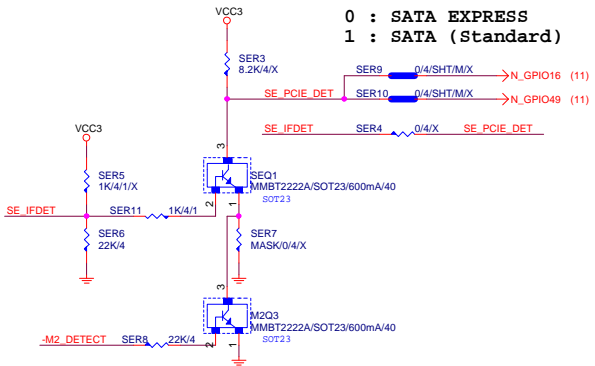 VCC3
0 : SATA EXPRESS
1 : SATA (Standard)
SER3
8.2K/4/X
SER9 0/4/SHT/M/X
N_GPIO16 (11)
SE_PCIE_DET
SER10 0/4/SHT/M/X
N_GPIO49 (11)
SE_IFDET SER4 0/4/X SE_PCIE_DET
VCC3
3
SER5
1K/4/1/X
SEQ1
MMBT2222A/SOT23/600mA/40
SOT23
2
1
SE_IFDET SER11 1K/4/1
SER6
22K/4
SER7
MASK/0/4/X
3
M2Q3
MMBT2222A/SOT23/600mA/40
SOT23
-M2_DETECT SER8 22K/4
2
1